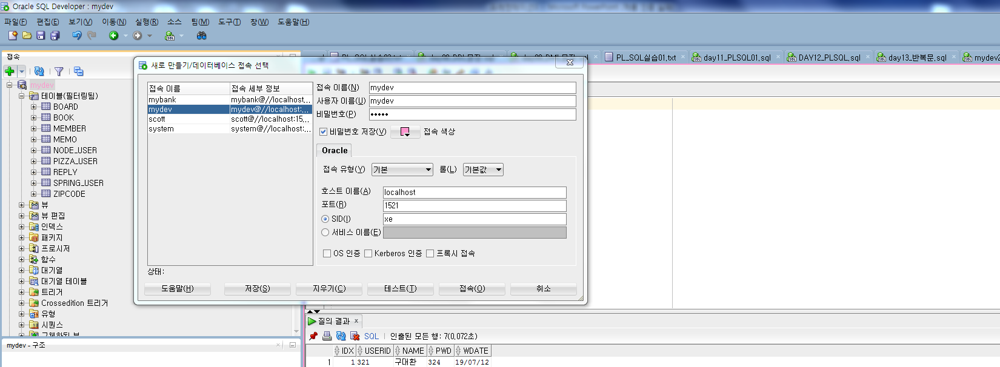 Oracle SQL Developer : mydev
파일(F) 편집(E) 보기(V) 이동(N) 실행(R) 소스 팀(M) 도구(T) 창(W) 도움말(H)
접속
PL_SQL실습01.txt day11_PLSQL01.sql DAY12_PLSQL.sql day13_반복문.sql mydev2
mydev
테이블(필터링됨)
BOARD
BOOK
MEMBER
MEMO
NODE_USER
PIZZA_USER
REPLY
SPRING_USER
ZIPCODE
뷰
뷰 편집
인덱스
패키지
프로시저
함수
대기열
대기열 테이블
트리거
Crossedition 트리거
유형
시퀀스
구체화된 뷰
mydev - 구조
새로 만들기/데이터베이스 접속 선택
접속 이름 접속 세부 정보
mybank mybank@//localhost,...
mydev mydev@//localhost:...
scott scott@//localhost:15...
system system@//localhost:...
상태:
접속 이름(N) mydev
사용자 이름(U) mydev
비밀번호(P) •••••
비밀번호 저장(V) 접속 색상
Oracle
접속 유형(Y) 기본 롤(L) 기본값
호스트 이름(A) localhost
포트(R) 1521
SID(I) xe
서비스 이름(E)
OS 인증 Kerberos 인증 프록시 접속
도움말(H) 저장(S) 지우기(C) 테스트(T) 접속(O) 취소
질의 결과
SQL 인출된 모든 행: 7(0,072초)
IDX USERID NAME PWD WDATE
1 1 321 구대환 324 19/07/12